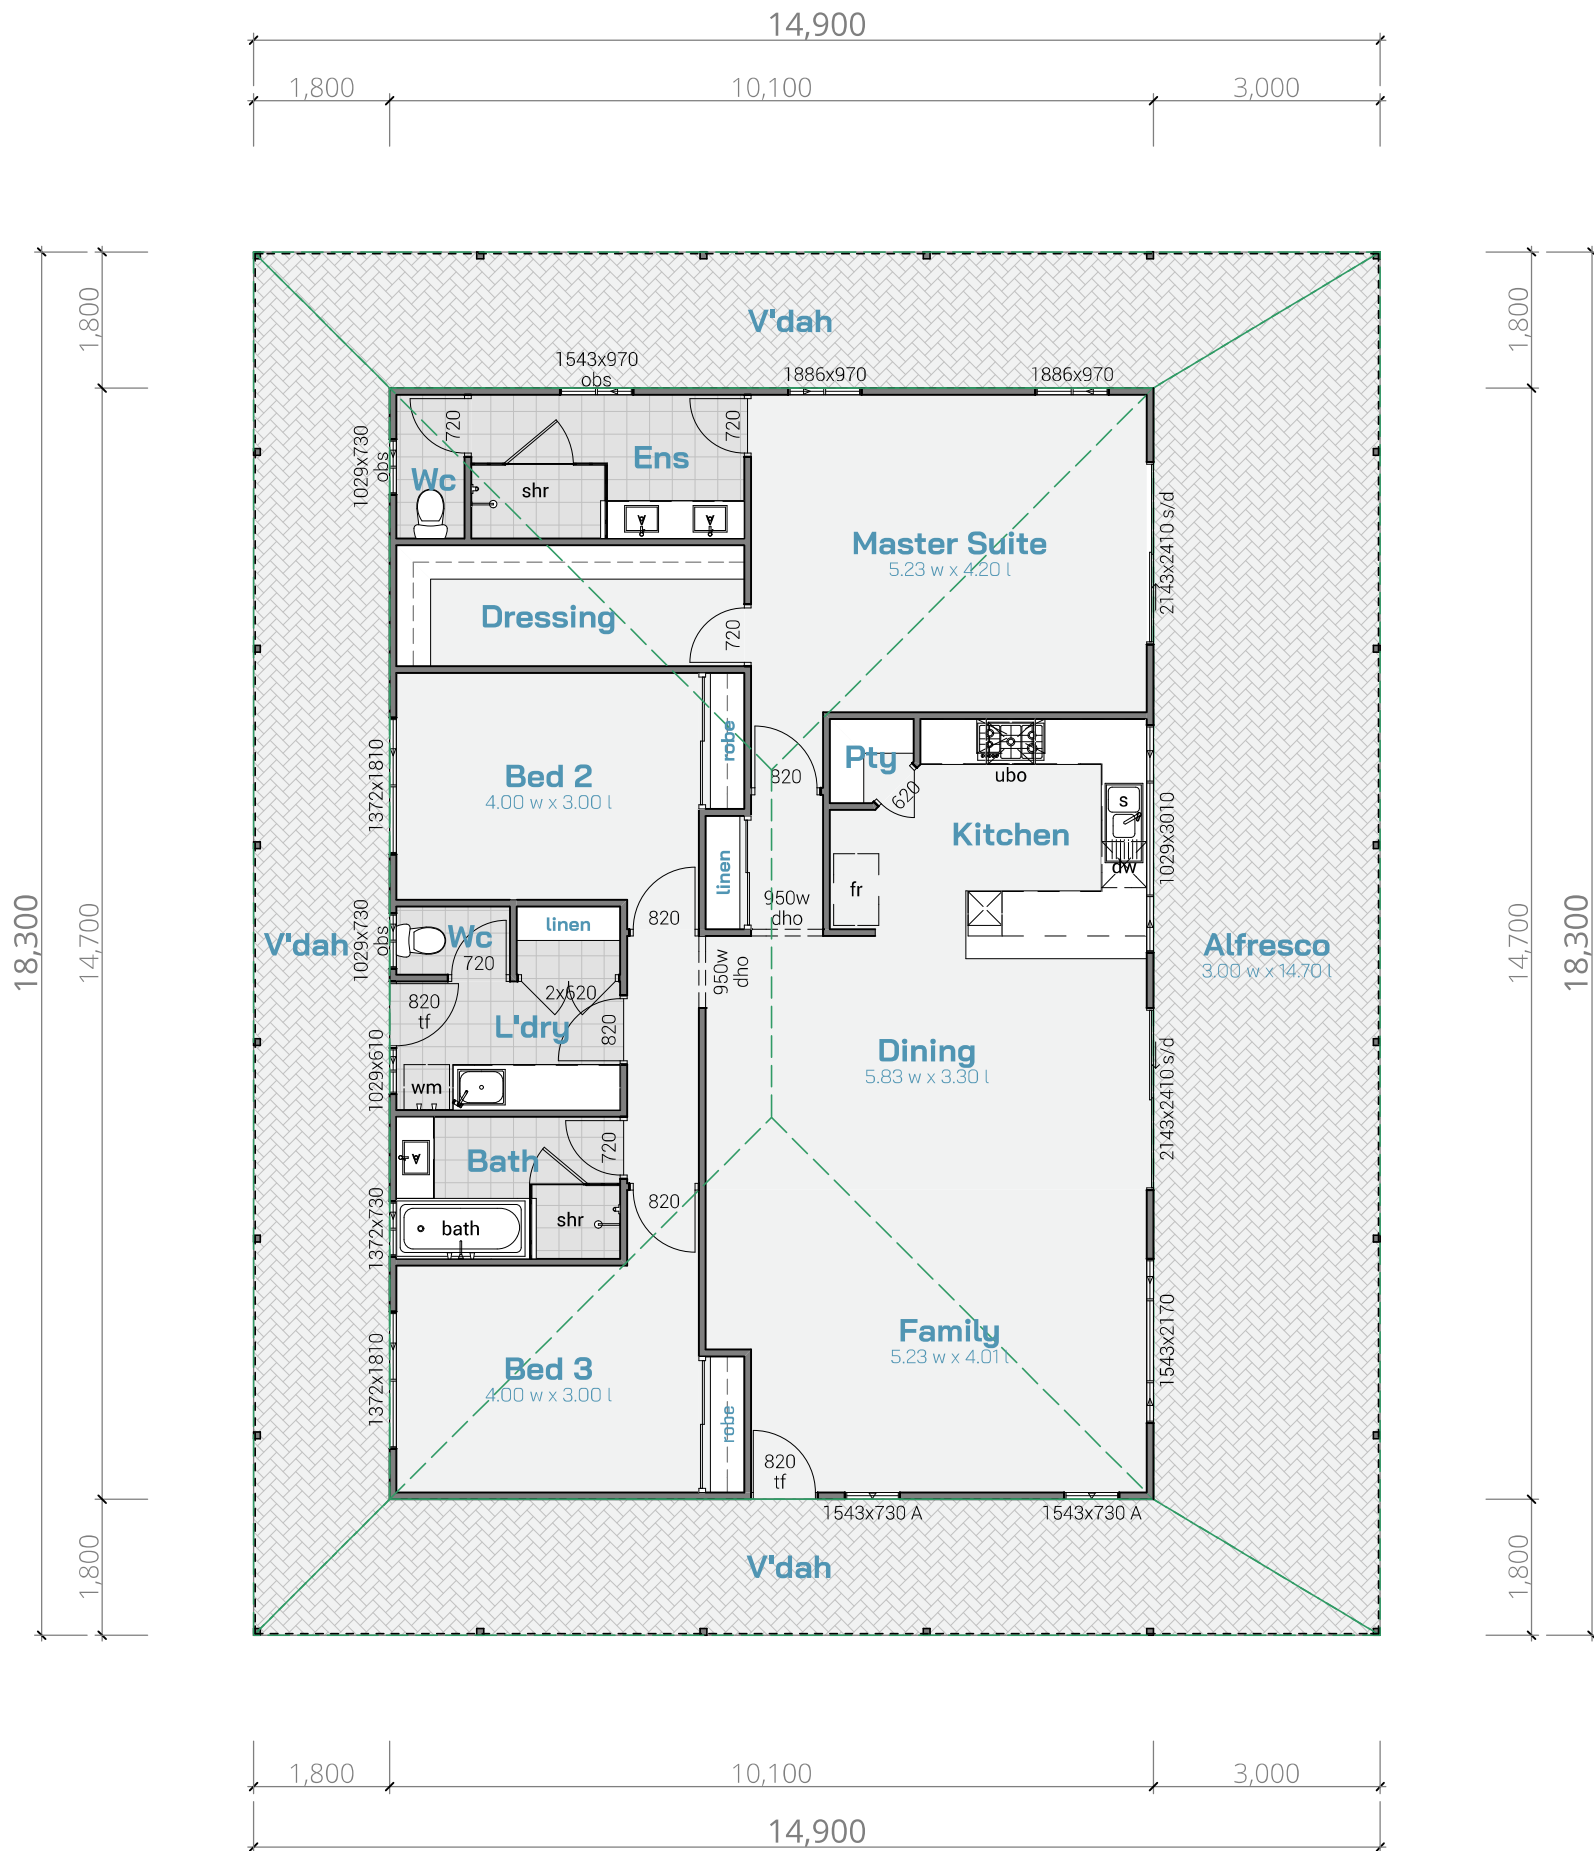 14,900
1,800
10,100
3,000
V'dah
1,800
1,800
1543x970
obs
1886x970
1886x970
720
720
1029x730
obs
Ens
Wc
shr
2143x2410 s/d
Master Suite
5.23 w x 4.20 l
Dressing
720
robe
Bed 2
4.00 w x 3.00 l
1372x1810
820
Pty
620
ubo
s
Kitchen
dw
1029x3010
linen
fr
950w
dho
820
linen
Wc
720
1029x730
obs
V'dah
18,300
14,700
Alfresco
3.00 w x 14.70 l
14,700
18,300
950w
dho
2x620
820
tf
L'dry
820
Dining
5.83 w x 3.30 l
1029x610
wm
2143x2410 s/d
720
Bath
820
1372x730
bath
shr
Family
5.23 w x 4.01 l
1543x2170
Bed 3
4.00 w x 3.00 l
1372x1810
robe
820
tf
1543x730 A
1543x730 A
V'dah
1,800
1,800
1,800
10,100
3,000
14,900